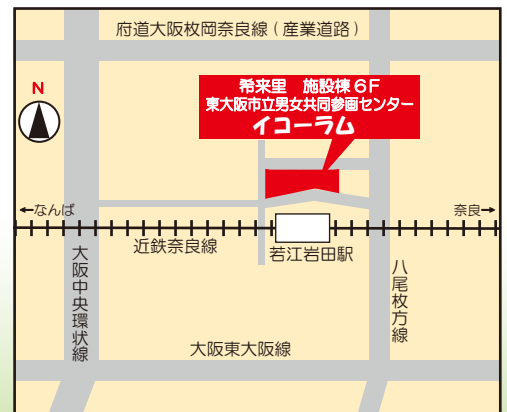 府道大阪枚岡奈良線(産業道路)
N
希来里 施設棟6F
東大阪市立男女共同参画センター
イコーラム
←なんば
奈良→
近鉄奈良線
若江岩田駅
大阪中央環状線
八尾枚方線
大阪東大阪線